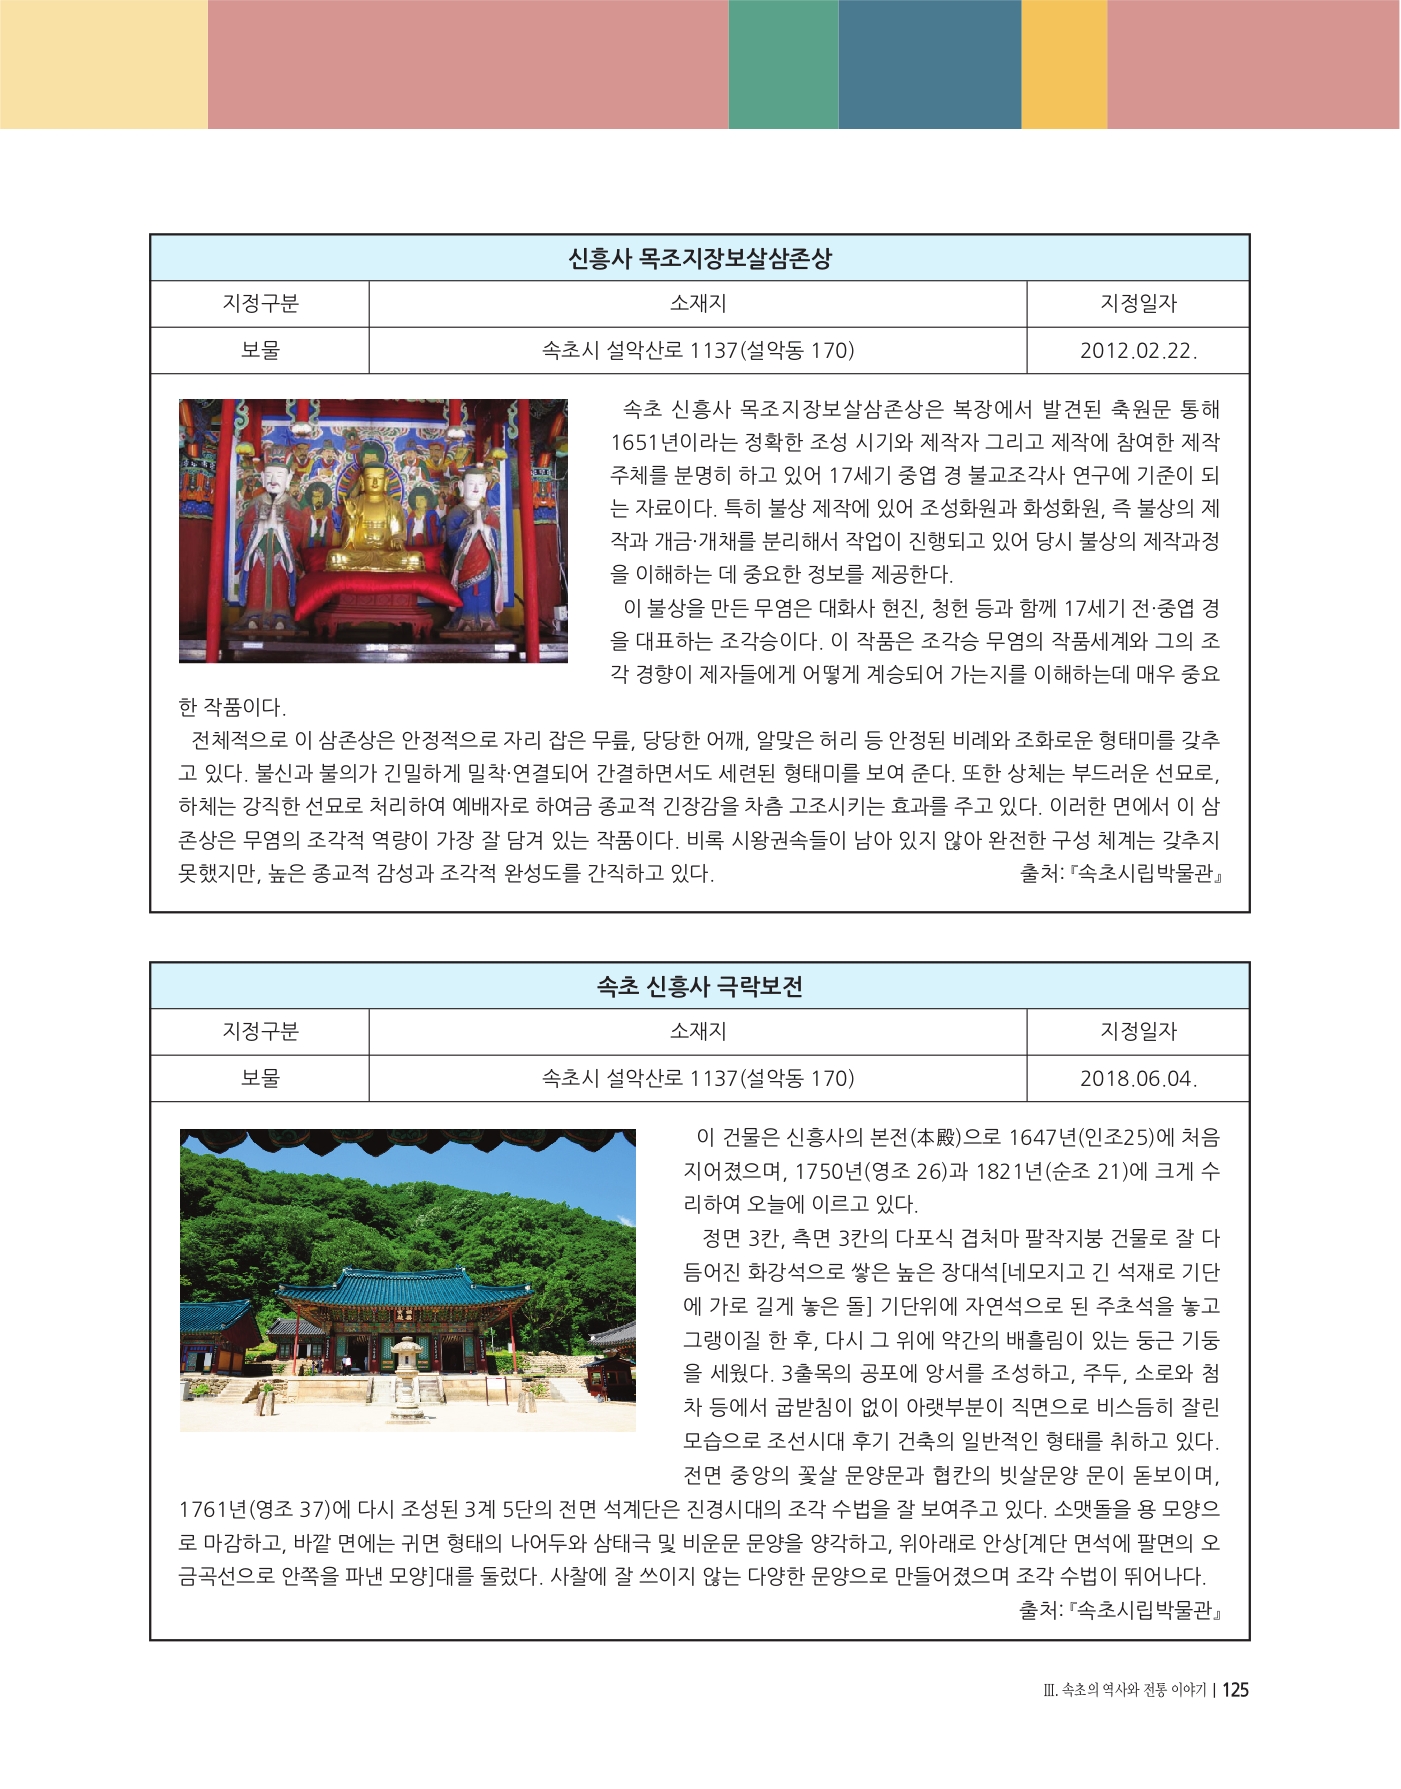 신흥사 목조지장보살삼존상
지정구분 소재지 지정일자
보물 속초시 설악산로 1137(설악동 170) 2012.02.22.
속초 신흥사 목조지장보살삼존상은 복장에서 발견된 축원문 통해
1651년이라는 정확한 조성 시기와 제작자 그리고 제작에 참여한 제작
주체를 분명히 하고 있어 17세기 중엽 경 불교조각사 연구에 기준이 되
는 자료이다. 특히 불상 제작에 있어 조성화원과 화성화원, 즉 불상의 제
작과 개금·개채를 분리해서 작업이 진행되고 있어 당시 불상의 제작과정
을 이해하는 데 중요한 정보를 제공한다.
이 불상을 만든 무염은 대화사 현진, 청헌 등과 함께 17세기 전·중엽 경
을 대표하는 조각승이다. 이 작품은 조각승 무염의 작품세계와 그의 조
각 경향이 제자들에게 어떻게 계승되어 가는지를 이해하는데 매우 중요
한 작품이다.
전체적으로 이 삼존상은 안정적으로 자리 잡은 무릎, 당당한 어깨, 알맞은 허리 등 안정된 비례와 조화로운 형태미를 갖추
고 있다. 불신과 불의가 긴밀하게 밀착·연결되어 간결하면서도 세련된 형태미를 보여 준다. 또한 상체는 부드러운 선묘로,
하체는 강직한 선묘로 처리하여 예배자로 하여금 종교적 긴장감을 차츰 고조시키는 효과를 주고 있다. 이러한 면에서 이 삼
존상은 무염의 조각적 역량이 가장 잘 담겨 있는 작품이다. 비록 시왕권속들이 남아 있지 않아 완전한 구성 체계는 갖추지
못했지만, 높은 종교적 감성과 조각적 완성도를 간직하고 있다. 출처:『속초시립박물관』
속초 신흥사 극락보전
지정구분 소재지 지정일자
보물 속초시 설악산로 1137(설악동 170) 2018.06.04.
이 건물은 신흥사의 본전(本殿)으로 1647년(인조25)에 처음
지어졌으며, 1750년(영조 26)과 1821년(순조 21)에 크게 수
리하여 오늘에 이르고 있다.
정면 3칸, 측면 3칸의 다포식 겹처마 팔작지붕 건물로 잘 다
듬어진 화강석으로 쌓은 높은 장대석[네모지고 긴 석재로 기단
에 가로 길게 놓은 돌] 기단위에 자연석으로 된 주초석을 놓고
그랭이질 한 후, 다시 그 위에 약간의 배흘림이 있는 둥근 기둥
을 세웠다. 3출목의 공포에 앙서를 조성하고, 주두, 소로와 첨
차 등에서 굽받침이 없이 아랫부분이 직면으로 비스듬히 잘린
모습으로 조선시대 후기 건축의 일반적인 형태를 취하고 있다.
전면 중앙의 꽃살 문양문과 협칸의 빗살문양 문이 돋보이며,
1761년(영조 37)에 다시 조성된 3계 5단의 전면 석계단은 진경시대의 조각 수법을 잘 보여주고 있다. 소맷돌을 용 모양으
로 마감하고, 바깥 면에는 귀면 형태의 나어두와 삼태극 및 비운문 문양을 양각하고, 위아래로 안상[계단 면석에 팔면의 오
금곡선으로 안쪽을 파낸 모양]대를 둘렀다. 사찰에 잘 쓰이지 않는 다양한 문양으로 만들어졌으며 조각 수법이 뛰어나다.
출처:『속초시립박물관』
Ⅲ. 속초의 역사와 전통 이야기 | 125